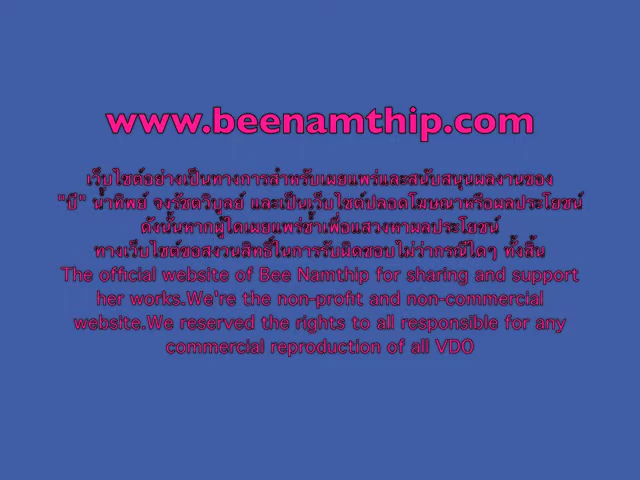 www.beenamthip.com
เว็บไซต์อย่างเป็นทางการสำหรับเผยแพร่และสนับสนุนผลงานของ
"บี" น้ำทิพย์ จงรัชตวิบูลย์ และเป็นเว็บไซต์ปลอดโฆษณาหรือผลประโยชน์
ดังนั้นหากผู้ใดเผยแพร่ซ้ำเพื่อแสวงหาผลประโยชน์
ทางเว็บไซต์ขอสงวนสิทธิ์ในการรับผิดชอบไม่ว่ากรณีใดๆ ทั้งสิ้น
The official website of Bee Namthip for sharing and support
her works.We're the non-profit and non-commercial
website.We reserved the rights to all responsible for any
commercial reproduction of all VDO